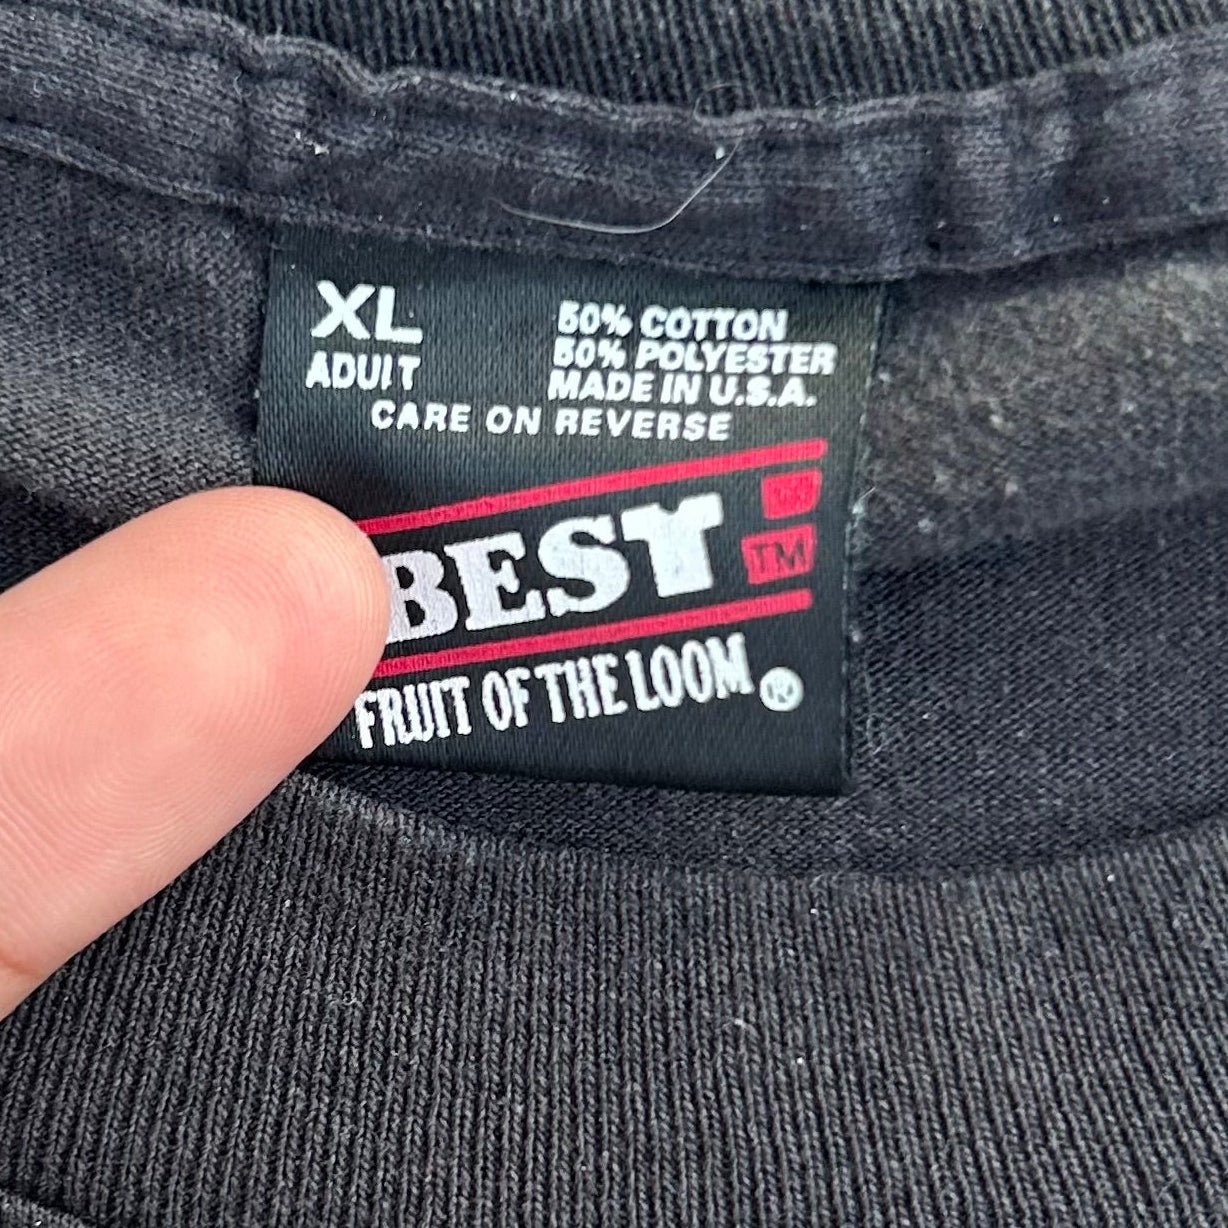 XL
ADULT
50% COTTON
50% POLYESTER
MADE IN U.S.A.
CARE ON REVERSE
BEST
TM
FRUIT OF THE LOOM ®